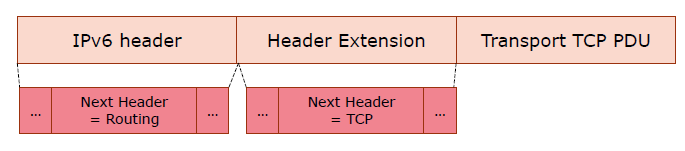 IPv6 header
Header Extension
Transport TCP PDU
...
Next Header
= Routing
...
...
Next Header
= TCP
...